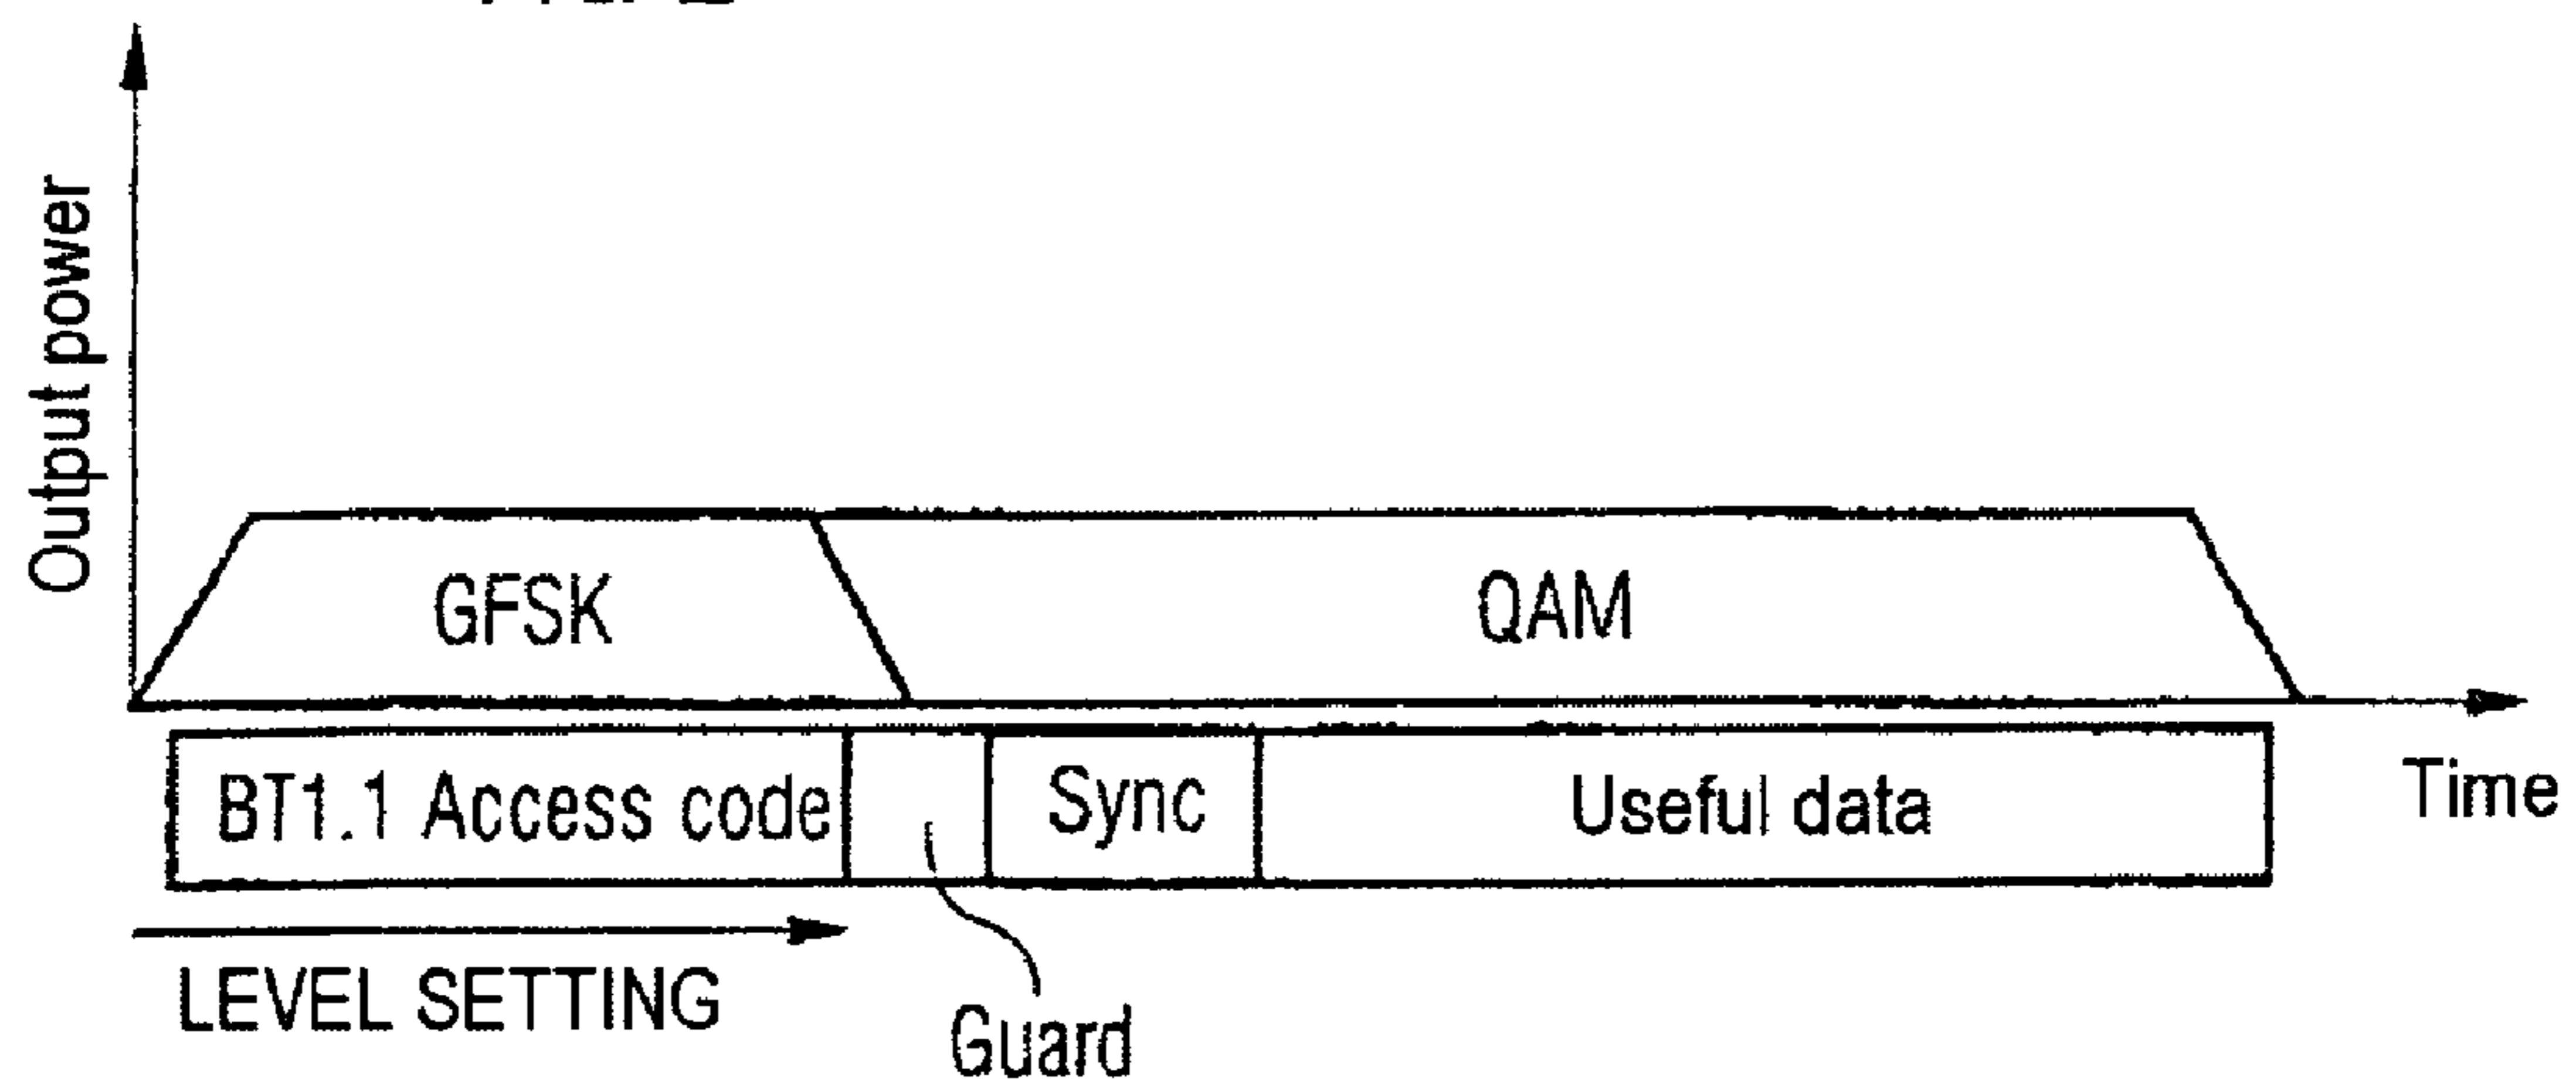 Output power
GFSK
QAM
BT1.1 Access code
Sync
Useful data
Time
LEVEL SETTING
Guard